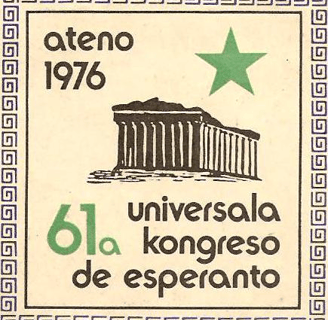 ateno
1976
61a universala
kongreso
de esperanto